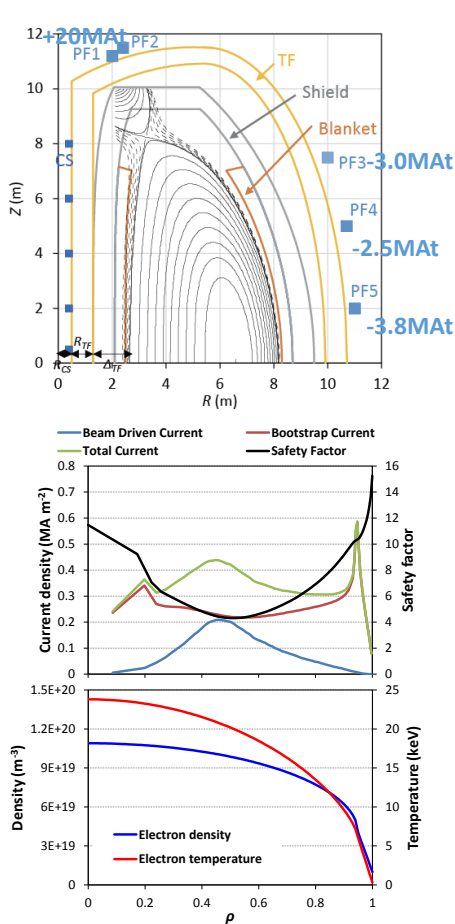 +20MAt
PF1 PF2
12
TF
10
Shield
Blanket
8
CS
PF3 -3.0MAt
Z (m)
6
PF4
-2.5MAt
4
PF5
2
-3.8MAt
R_TF
0
R_CS Δ_TF
0 2 4 6 8 10 12
R (m)
Beam Driven Current Bootstrap Current
Total Current Safety Factor
0.8 16
0.7 14
0.6 12
0.5 10
0.4 8
0.3 6
0.2 4
0.1 2
0 0
Current density (MA m⁻²)
Safety factor
1.5E+20 25
1.2E+20 20
9E+19 15
6E+19 10
3E+19 5
0 0
Density (m⁻³)
Temperature (keV)
Electron density
Electron temperature
0 0.2 0.4 0.6 0.8 1
ρ